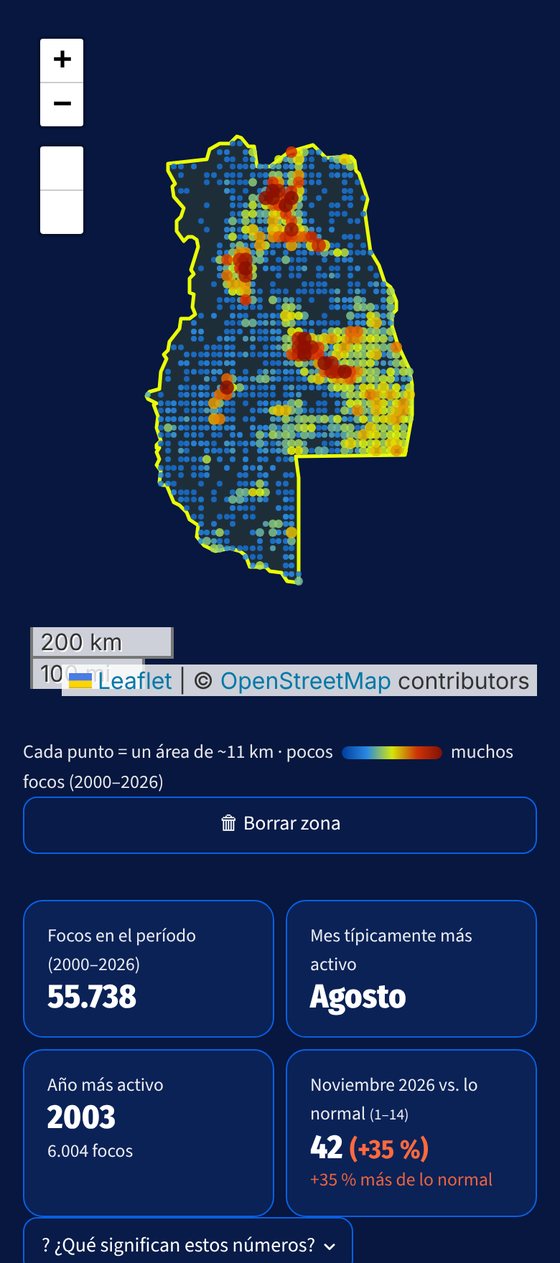 +
−
200 km
100 mi
Leaflet | © OpenStreetMap contributors
Cada punto = un área de ~11 km · pocos muchos
focos (2000–2026)
🗑 Borrar zona
Focos en el período
(2000–2026)
55.738
Mes típicamente más
activo
Agosto
Año más activo
2003
6.004 focos
Noviembre 2026 vs. lo
normal (1–14)
42 (+35 %)
+35 % más de lo normal
? ¿Qué significan estos números?